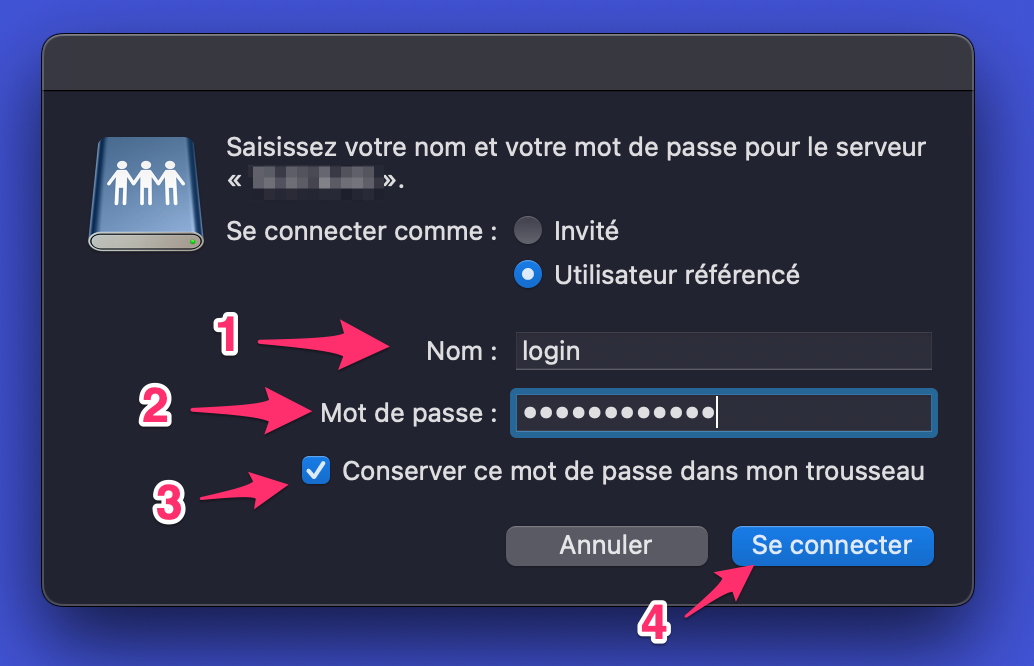 Saisissez votre nom et votre mot de passe pour le serveur
« ».
Se connecter comme : Invité
Utilisateur référencé
1 Nom : login
2 Mot de passe : ••••••••••••
3 Conserver ce mot de passe dans mon trousseau
Annuler Se connecter
4